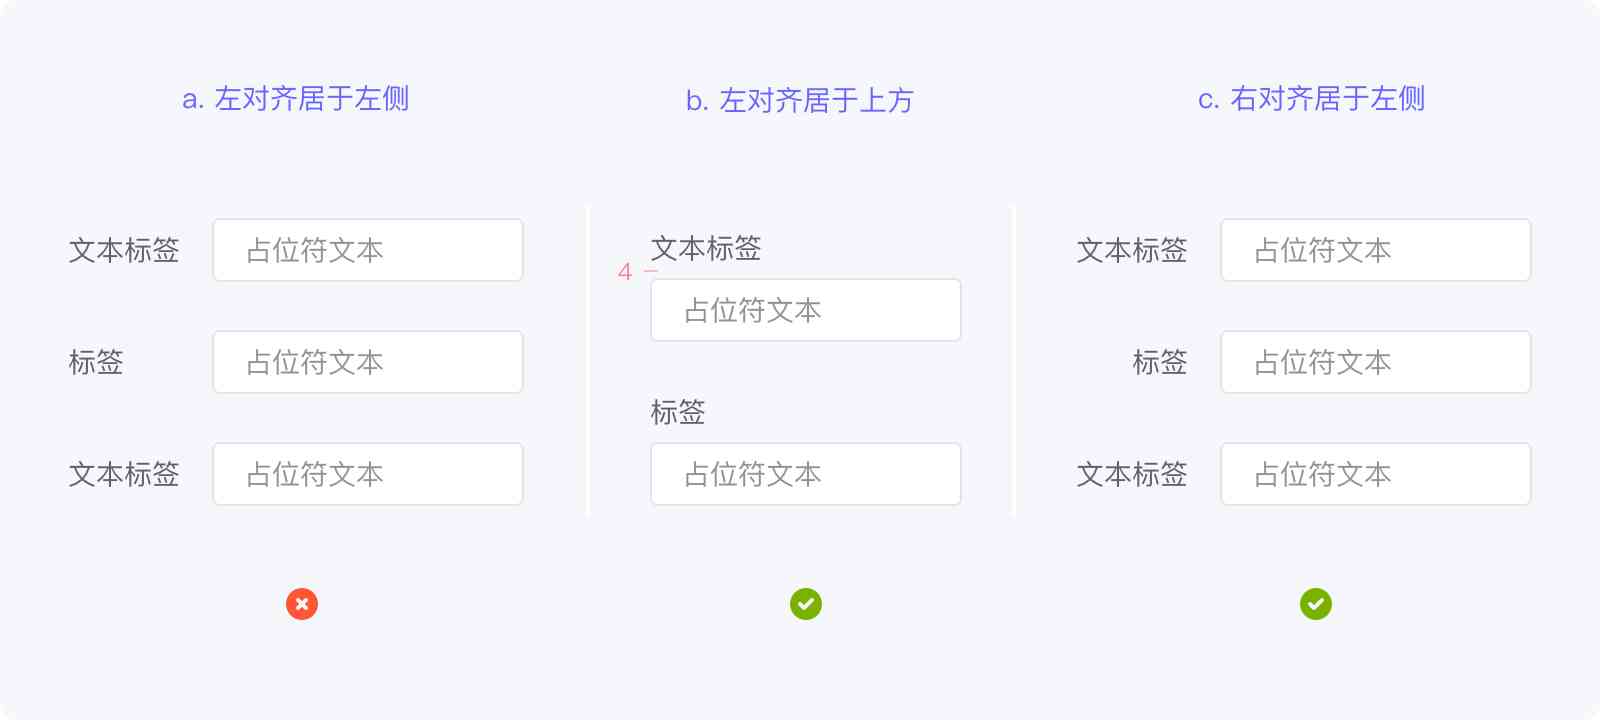 a. 左对齐居于左侧
b. 左对齐居于上方
c. 右对齐居于左侧
文本标签 占位符文本
标签 占位符文本
文本标签 占位符文本
文本标签
4
占位符文本
标签
占位符文本
文本标签 占位符文本
标签 占位符文本
文本标签 占位符文本